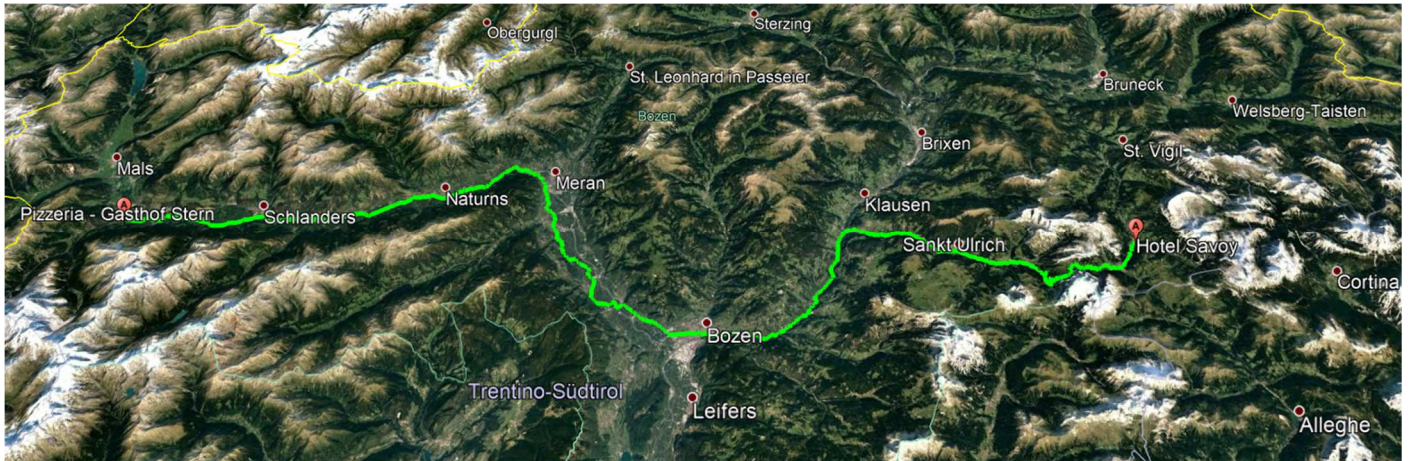 Sterzing
Obergurgl
St. Leonhard in Passeier
Bruneck
Welsberg-Taisten
Bozen
Brixen
St. Vigil
Mals
Meran
Naturns
Klausen
Pizzeria - Gasthof Stern
Schlanders
A
A
Sankt Ulrich
Hotel Savoy
Cortina
Bozen
Trentino-Südtirol
Leifers
Alleghe